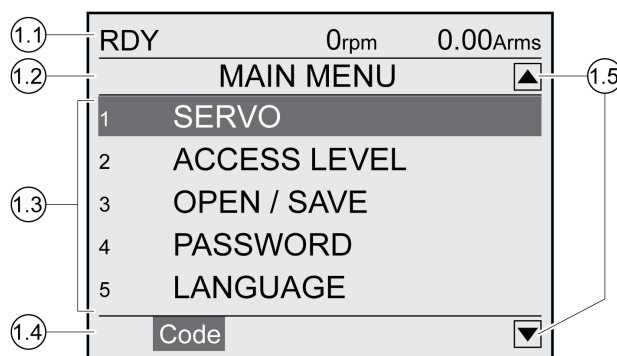 1.1 RDY 0rpm 0.00Arms
1.2 MAIN MENU 1.5
1 SERVO
2 ACCESS LEVEL
1.3 3 OPEN / SAVE
4 PASSWORD
5 LANGUAGE
1.4 Code